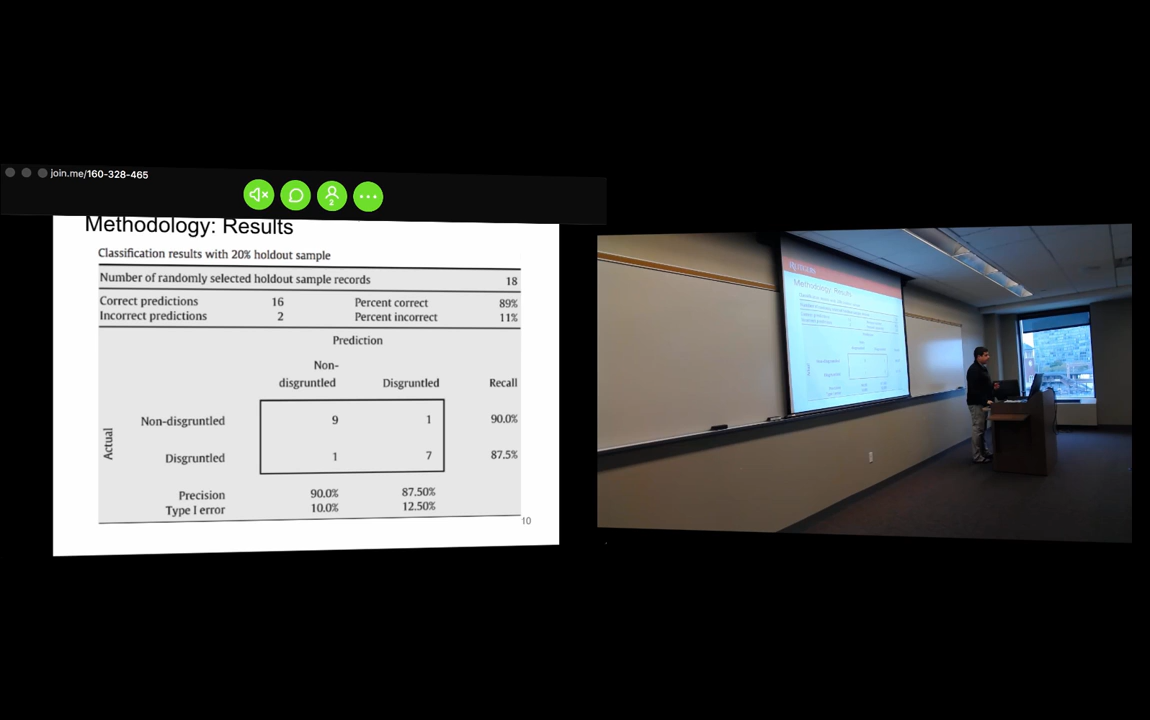 join.me/160-328-465
2
Methodology: Results
Classification results with 20% holdout sample
Number of randomly selected holdout sample records 18
Correct predictions 16 Percent correct 89%
Incorrect predictions 2 Percent incorrect 11%
Prediction
Non-
disgruntled Disgruntled Recall
Actual
Non-disgruntled 9 1 90.0%
Disgruntled 1 7 87.5%
Precision 90.0% 87.50%
Type I error 10.0% 12.50%
10
Methodology: Results